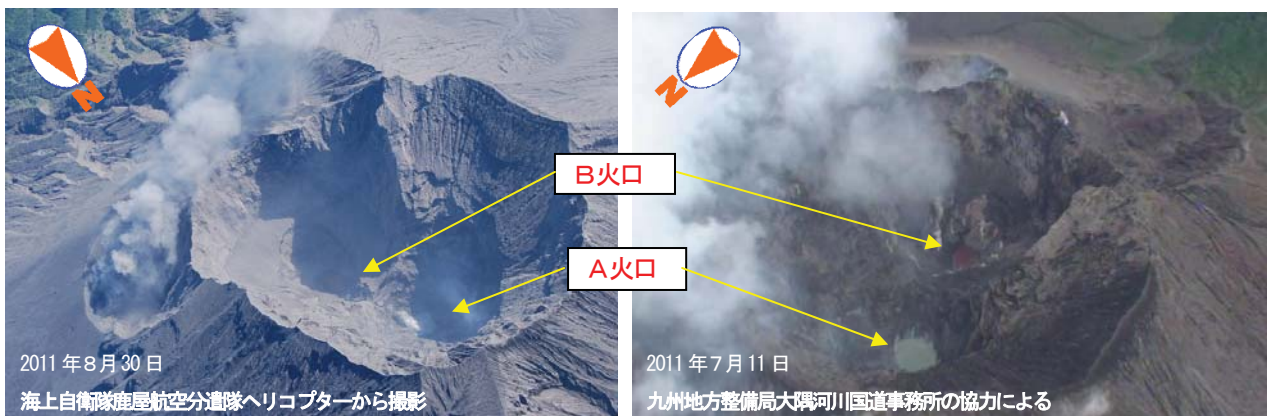 N
N
B火口
A火口
2011年8月30日
海上自衛隊鹿屋航空分遣隊ヘリコプターから撮影
2011年7月11日
九州地方整備局大隅河川国道事務所の協力による